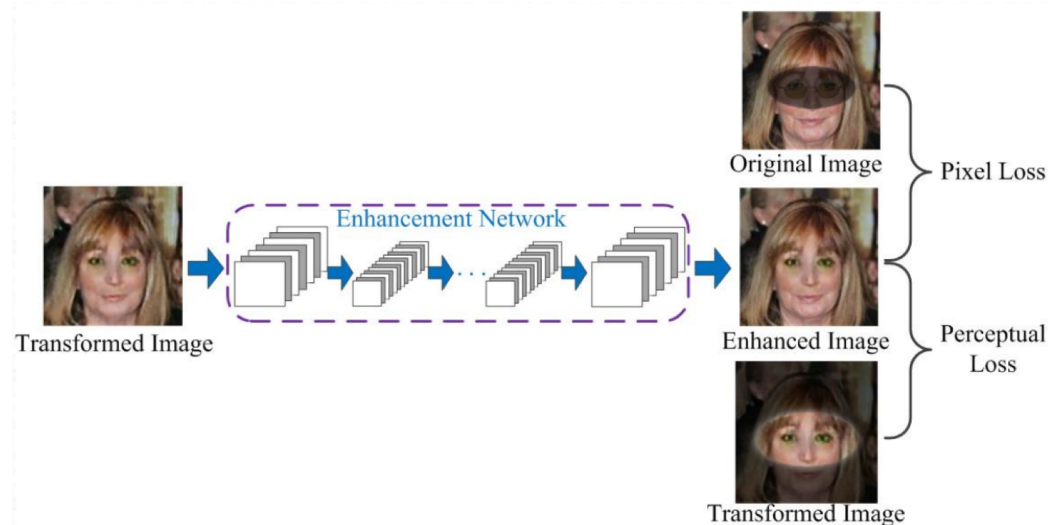 Original Image
Pixel Loss
Enhancement Network
Transformed Image
Enhanced Image
Perceptual
Loss
Transformed Image